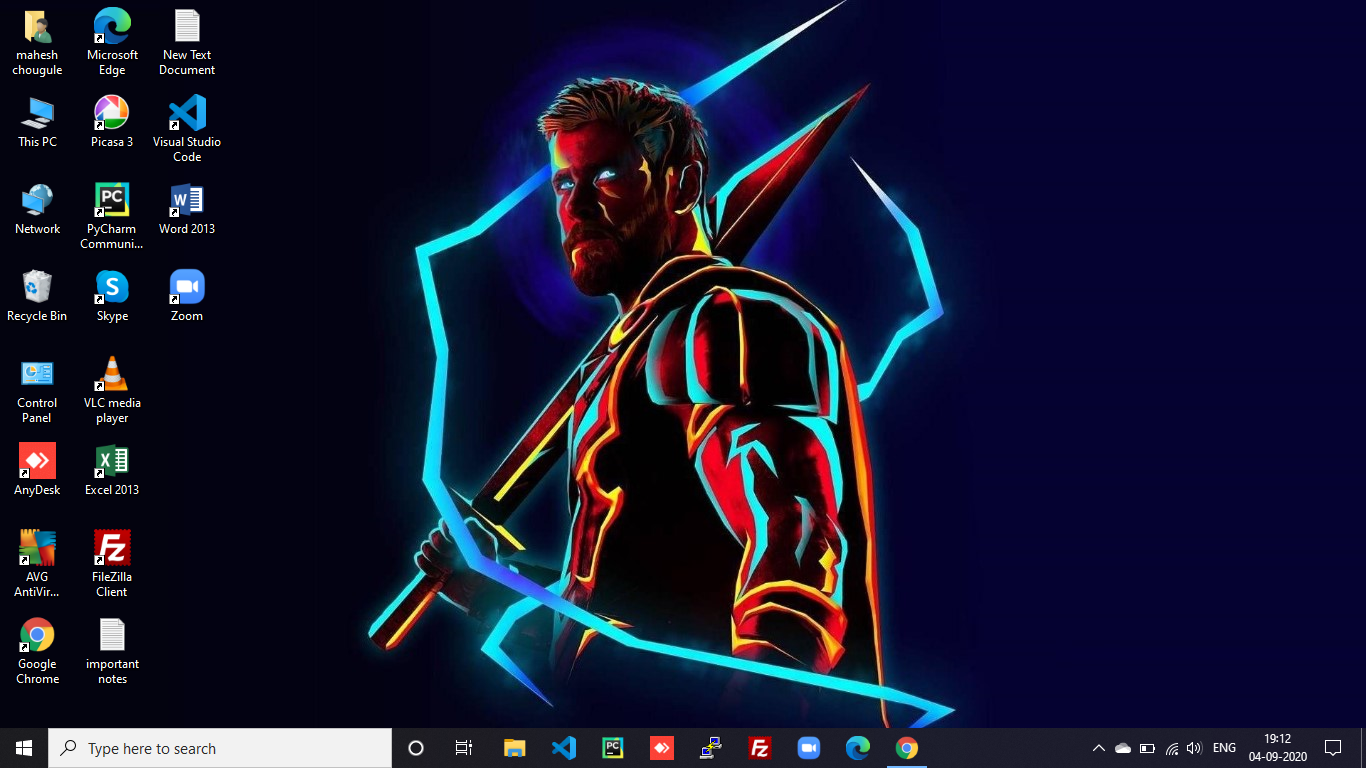 mahesh
chougule
Microsoft
Edge
New Text
Document
This PC
Picasa 3
Visual Studio
Code
Network
PyCharm
Communi...
Word 2013
Recycle Bin
Skype
Zoom
Control
Panel
VLC media
player
AnyDesk
Excel 2013
AVG
AntiVir...
FileZilla
Client
Google
Chrome
important
notes
Type here to search
ENG
19:12
04-09-2020